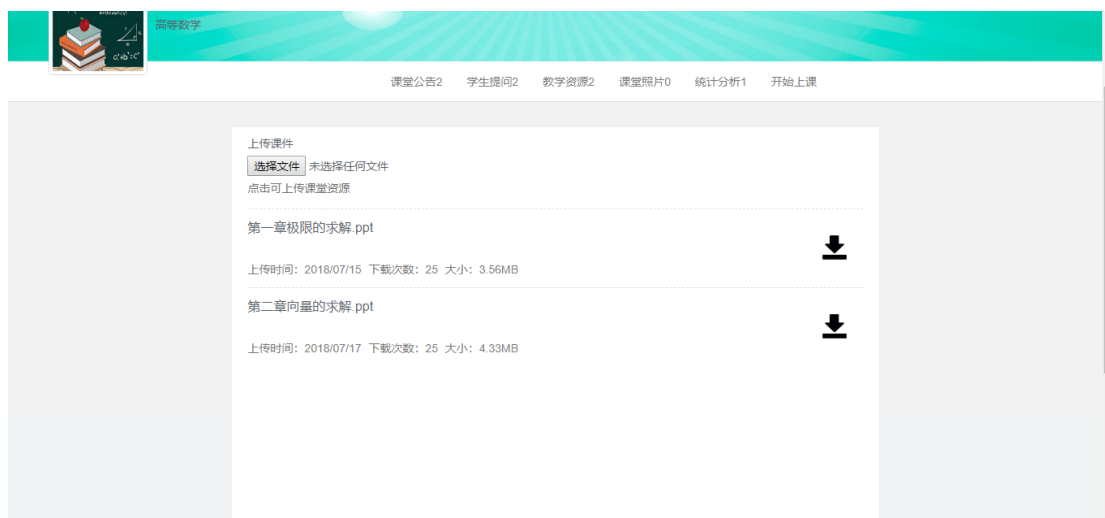 高等数学
课堂公告2 学生提问2 教学资源2 课堂照片0 统计分析1 开始上课
上传课件
选择文件 未选择任何文件
点击可上传课堂资源
第一章极限的求解.ppt
上传时间：2018/07/15 下载次数：25 大小：3.56MB
第二章向量的求解.ppt
上传时间：2018/07/17 下载次数：25 大小：4.33MB